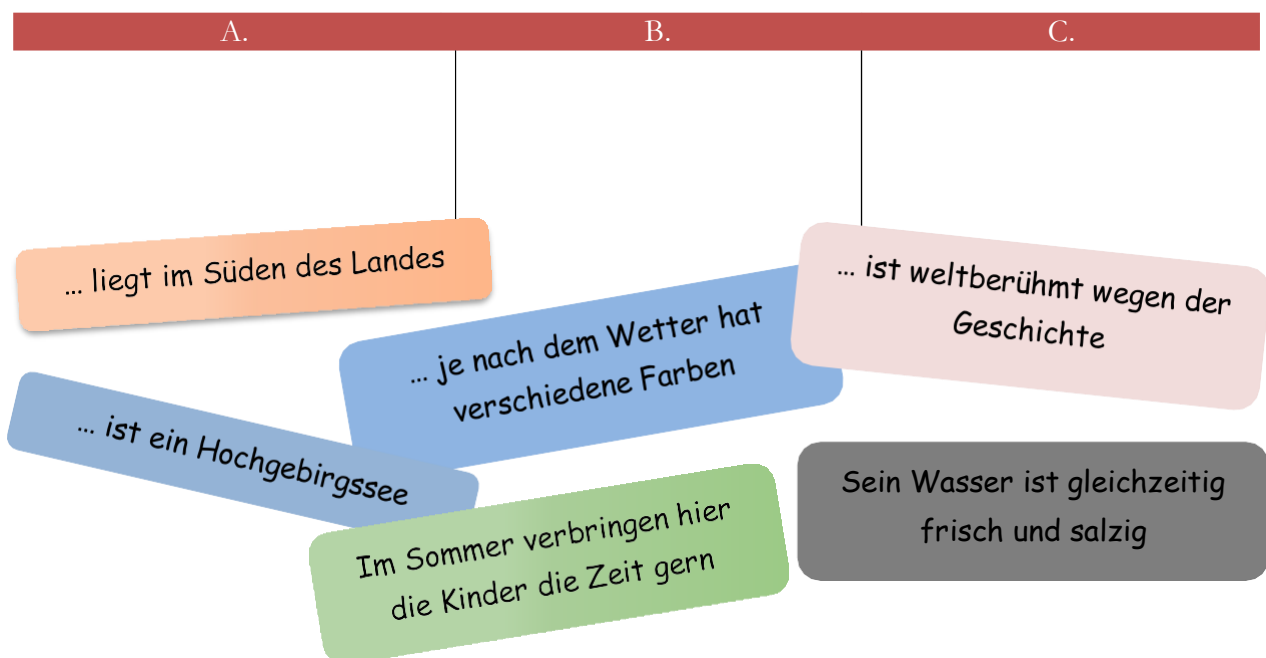 A. B. C.
... liegt im Süden des Landes
... je nach dem Wetter hat
verschiedene Farben
... ist weltberühmt wegen der
Geschichte
... ist ein Hochgebirgssee
Im Sommer verbringen hier
die Kinder die Zeit gern
Sein Wasser ist gleichzeitig
frisch und salzig